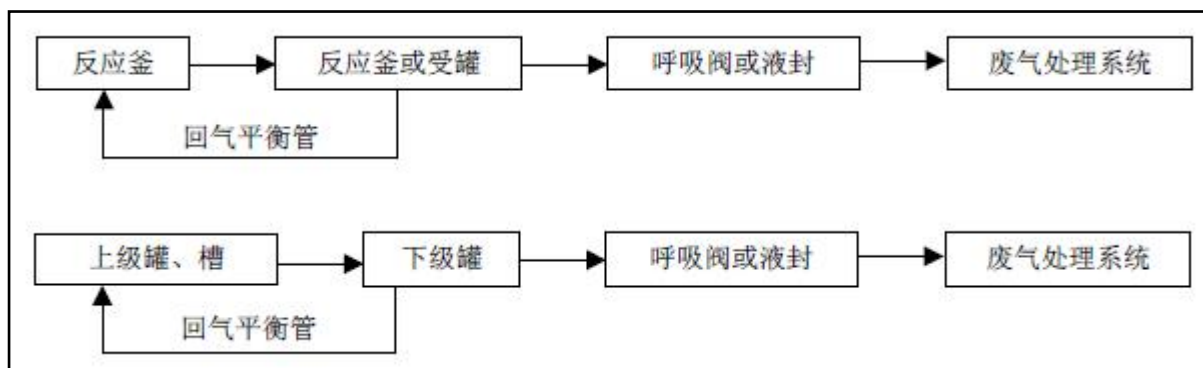 反应釜
反应釜或受罐
呼吸阀或液封
废气处理系统
回气平衡管
上级罐、槽
下级罐
呼吸阀或液封
废气处理系统
回气平衡管